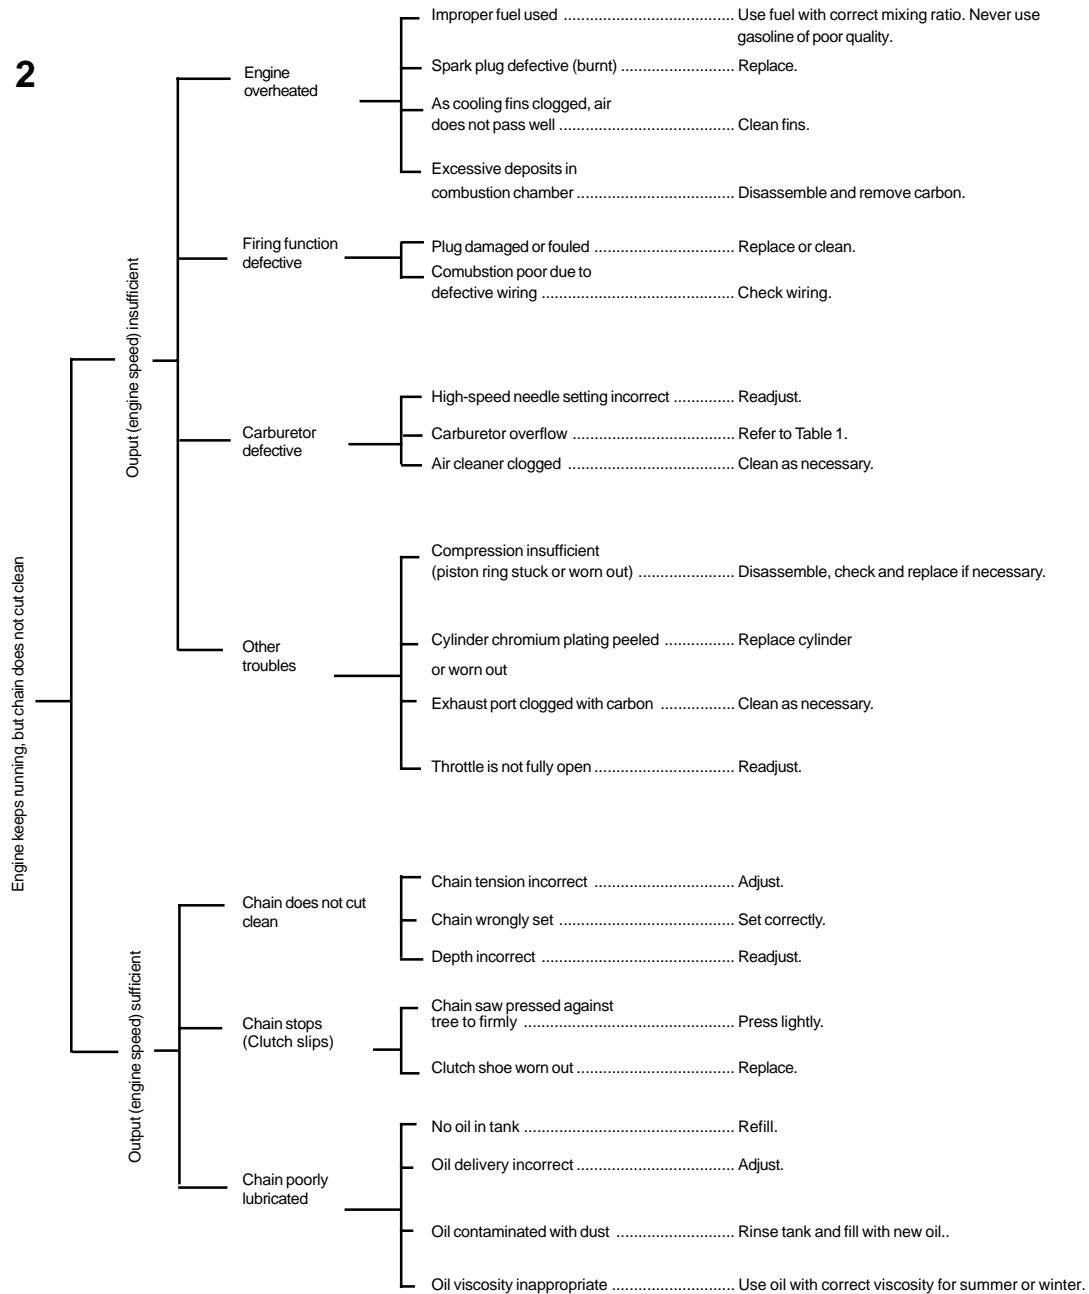 2
Engine keeps running, but chain does not cut clean
Ouput (engine speed) insufficient
Engine
overheated
Improper fuel used ....................................... Use fuel with correct mixing ratio. Never use
gasoline of poor quality.
Spark plug defective (burnt) .......................... Replace.
As cooling fins clogged, air
does not pass well ........................................ Clean fins.
Excessive deposits in
combustion chamber .................................... Disassemble and remove carbon.
Firing function
defective
Plug damaged or fouled ................................ Replace or clean.
Comubstion poor due to
defective wiring ............................................ Check wiring.
Carburetor
defective
High-speed needle setting incorrect .............. Readjust.
Carburetor overflow ..................................... Refer to Table 1.
Air cleaner clogged ...................................... Clean as necessary.
Other
troubles
Compression insufficient
(piston ring stuck or worn out) ...................... Disassemble, check and replace if necessary.
Cylinder chromium plating peeled ................ Replace cylinder
or worn out
Exhaust port clogged with carbon ................. Clean as necessary.
Throttle is not fully open ................................ Readjust.
Output (engine speed) sufficient
Chain does not cut
clean
Chain tension incorrect ................................ Adjust.
Chain wrongly set ........................................ Set correctly.
Depth incorrect ............................................ Readjust.
Chain stops
(Clutch slips)
Chain saw pressed against
tree to firmly ................................................ Press lightly.
Clutch shoe worn out .................................... Replace.
Chain poorly
lubricated
No oil in tank ................................................ Refill.
Oil delivery incorrect .................................... Adjust.
Oil contaminated with dust ........................... Rinse tank and fill with new oil..
Oil viscosity inappropriate ............................. Use oil with correct viscosity for summer or winter.